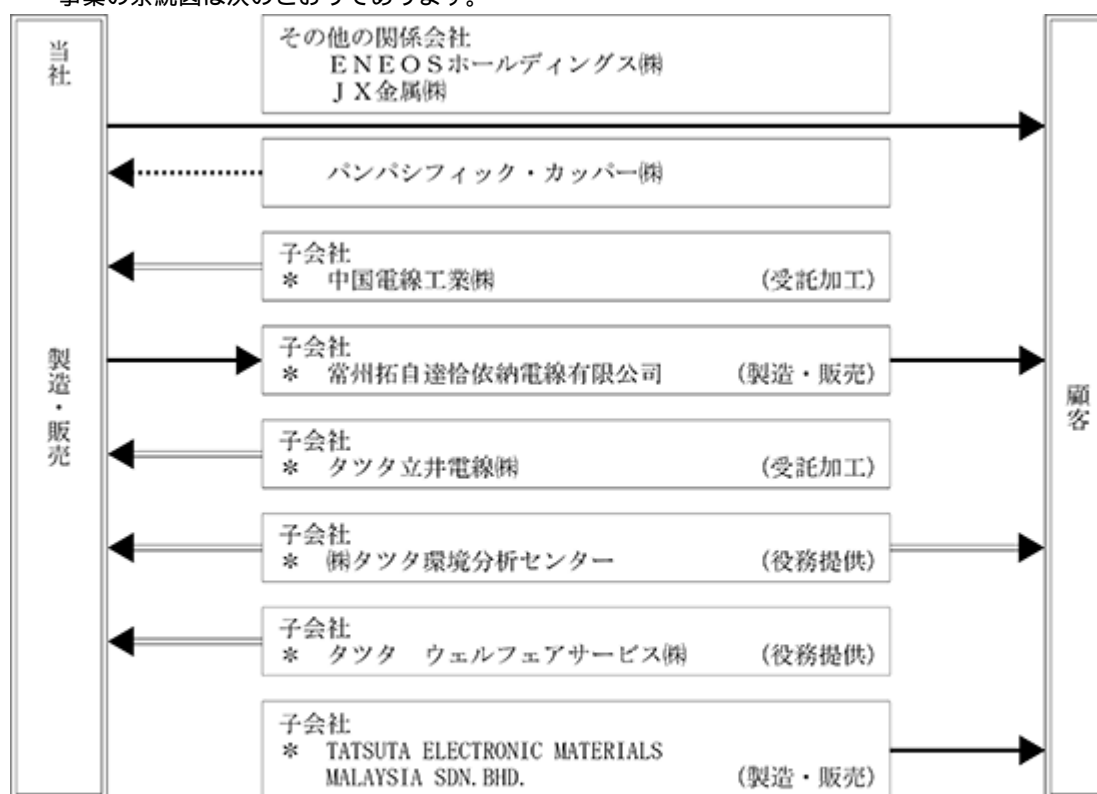 事業の系統図は次のとおりであります。
当社
製造・販売
その他の関係会社
ENEOSホールディングス㈱
JX金属㈱
パンパシフィック・カッパー㈱
子会社
* 中国電線工業㈱ (受託加工)
子会社
* 常州拓自達恰依納電線有限公司 (製造・販売)
子会社
* タツタ立井電線㈱ (受託加工)
子会社
* ㈱タツタ環境分析センター (役務提供)
子会社
* タツタ ウェルフェアサービス㈱ (役務提供)
子会社
* TATSUTA ELECTRONIC MATERIALS
MALAYSIA SDN.BHD. (製造・販売)
顧客